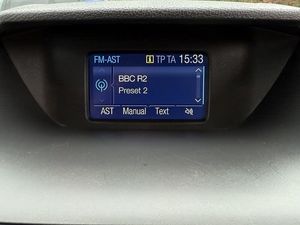 FM-AST i TP TA 15:33
BBC R2
Preset 2
AST Manual Text